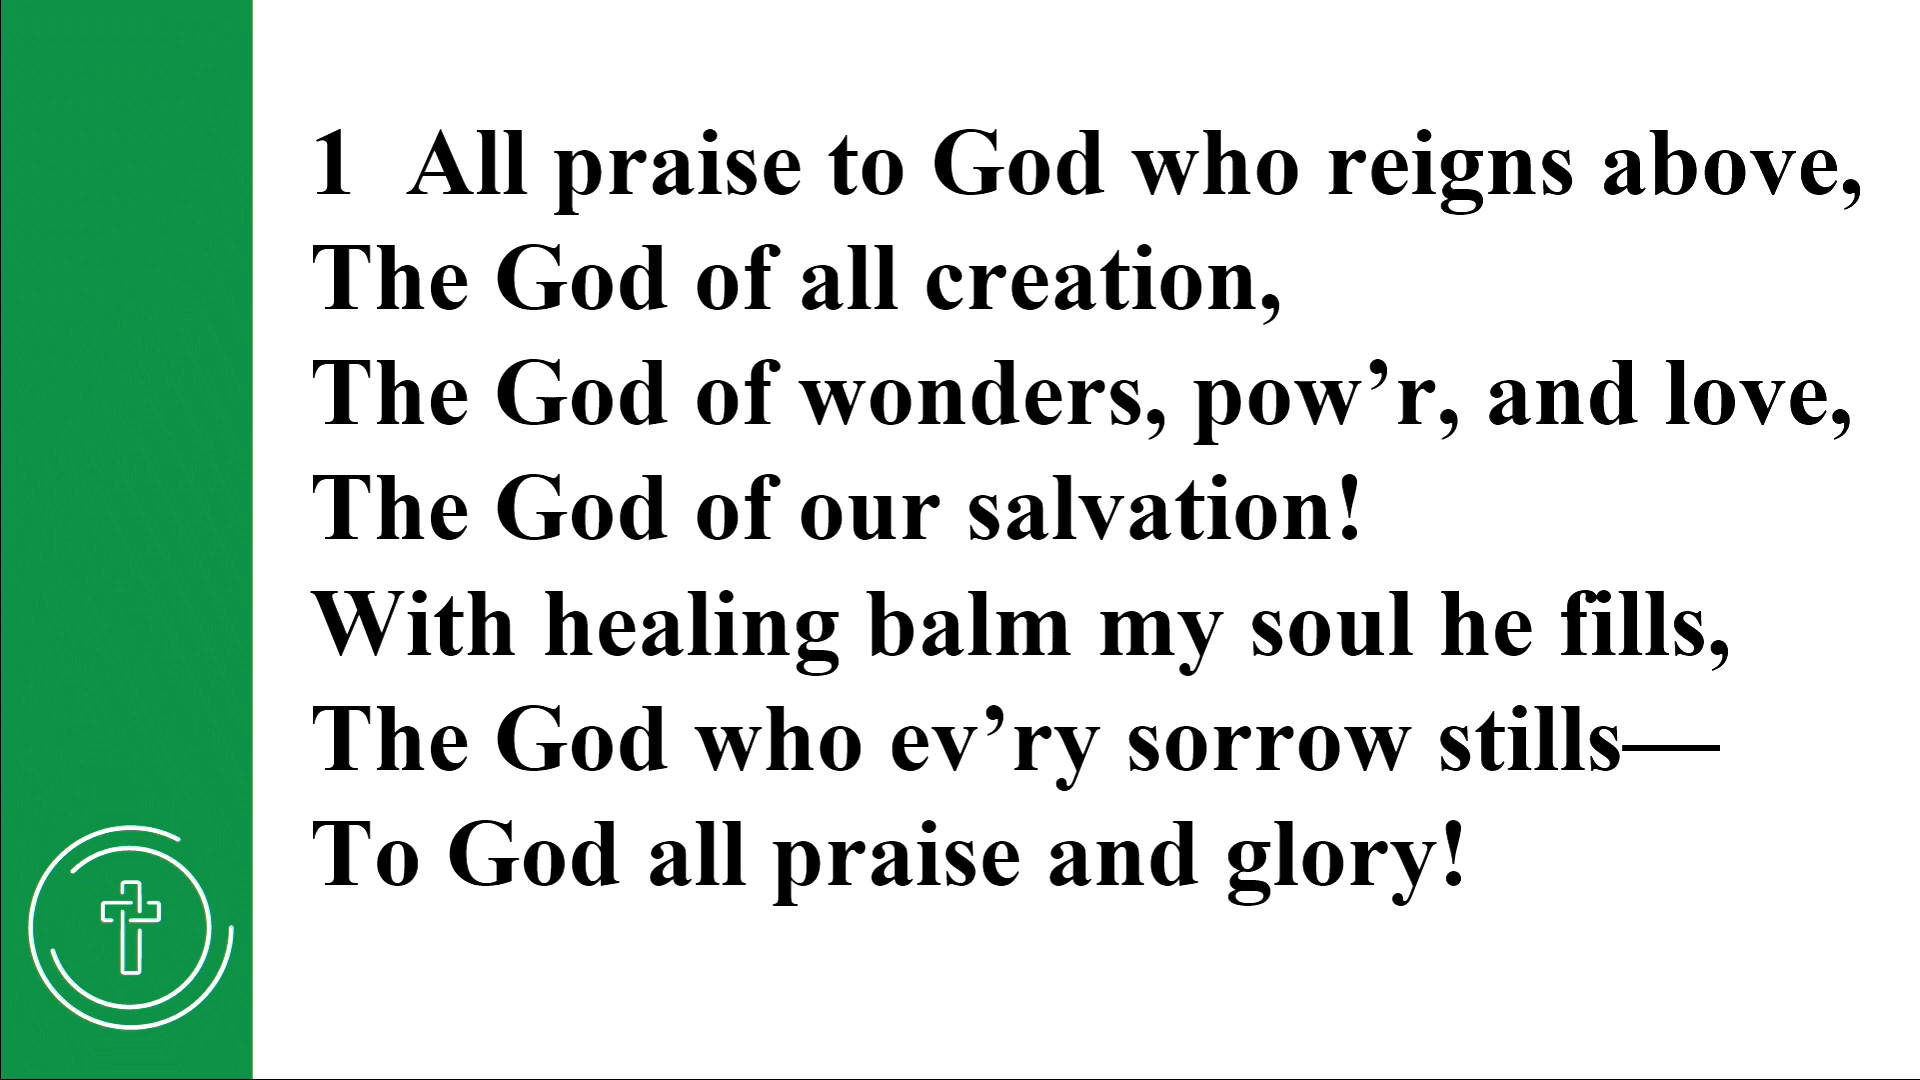 1 All praise to God who reigns above,
The God of all creation,
The God of wonders, pow’r, and love,
The God of our salvation!
With healing balm my soul he fills,
The God who ev’ry sorrow stills—
To God all praise and glory!